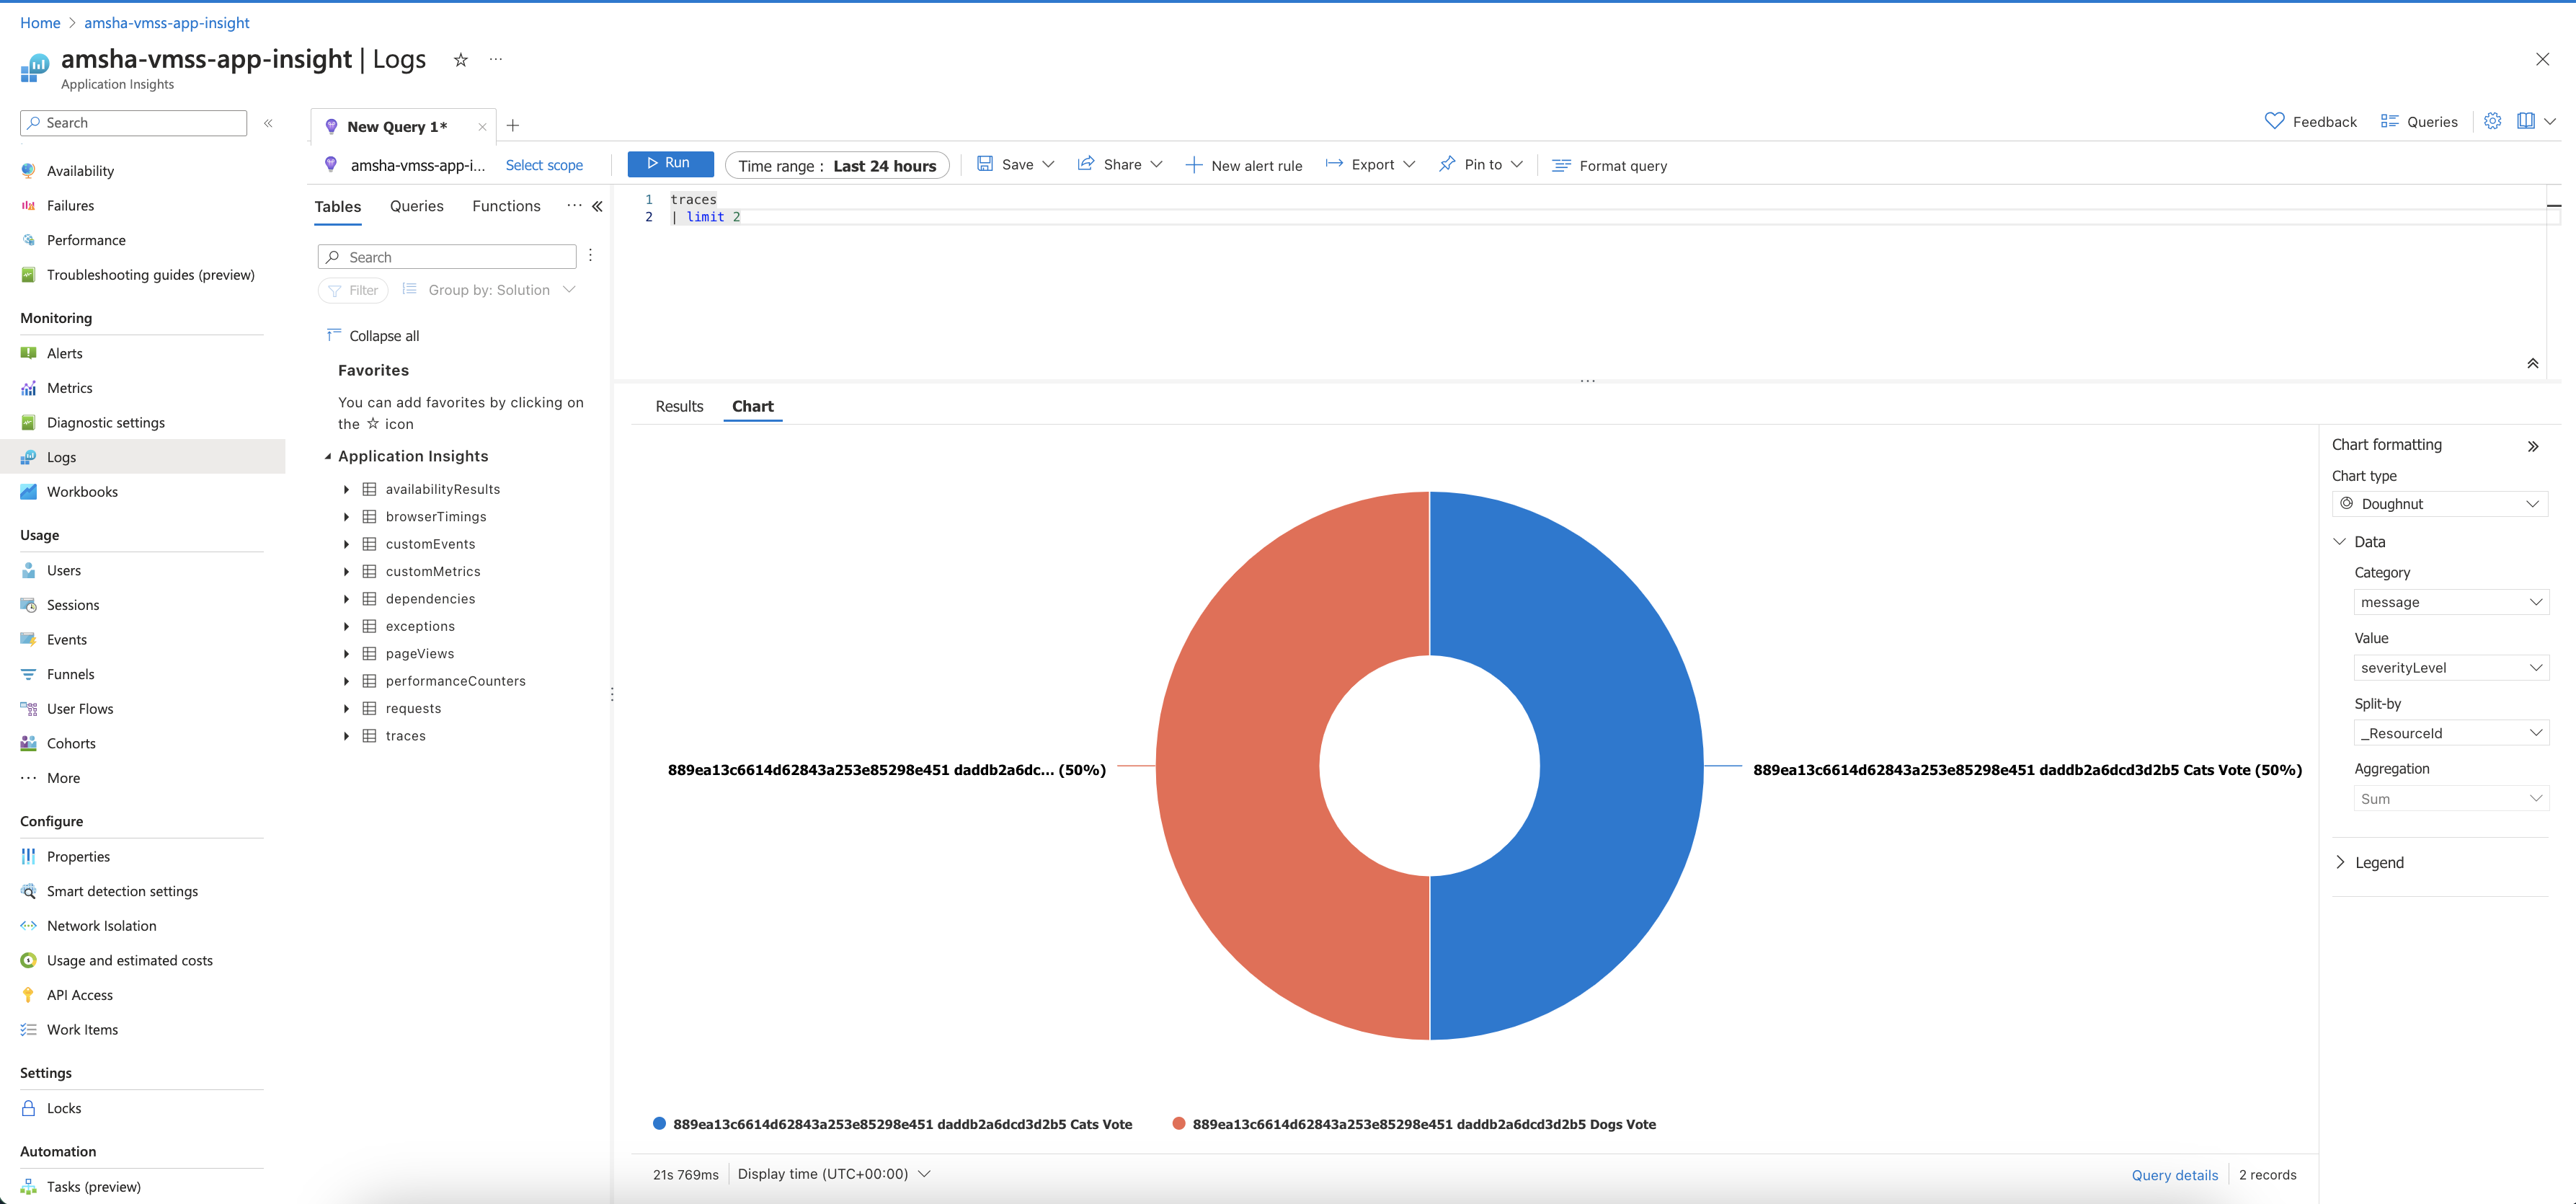 Home > amsha-vmss-app-insight
amsha-vmss-app-insight | Logs ☆ ...
Application Insights
Search
Availability
Failures
Performance
Troubleshooting guides (preview)
Monitoring
Alerts
Metrics
Diagnostic settings
Logs
Workbooks
Usage
Users
Sessions
Events
Funnels
User Flows
Cohorts
More
Configure
Properties
Smart detection settings
Network Isolation
Usage and estimated costs
API Access
Work Items
Settings
Locks
Automation
Tasks (preview)
New Query 1*
Feedback Queries
amsha-vmss-app-i... Select scope
Run Time range : Last 24 hours Save Share New alert rule Export Pin to Format query
Tables Queries Functions ...
Search
Filter Group by: Solution
Collapse all
Favorites
You can add favorites by clicking on
the ☆ icon
Application Insights
availabilityResults
browserTimings
customEvents
customMetrics
dependencies
exceptions
pageViews
performanceCounters
requests
traces
1 traces
2 | limit 2
Results Chart
889ea13c6614d62843a253e85298e451 daddb2a6dc... (50%)
889ea13c6614d62843a253e85298e451 daddb2a6dcd3d2b5 Cats Vote (50%)
889ea13c6614d62843a253e85298e451 daddb2a6dcd3d2b5 Cats Vote
889ea13c6614d62843a253e85298e451 daddb2a6dcd3d2b5 Dogs Vote
21s 769ms Display time (UTC+00:00)
Query details 2 records
Chart formatting
Chart type
Doughnut
Data
Category
message
Value
severityLevel
Split-by
_ResourceId
Aggregation
Sum
Legend